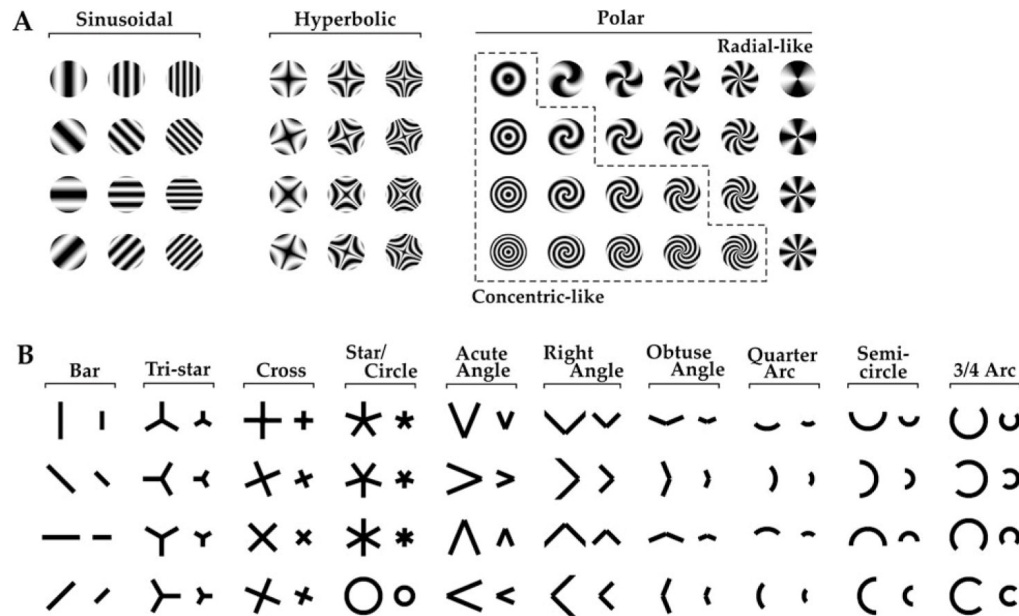 A
Sinusoidal
Hyperbolic
Polar
Radial-like
Concentric-like
B
Bar
Tri-star
Cross
Star/
Circle
Acute
Angle
Right
Angle
Obtuse
Angle
Quarter
Arc
Semi-
circle
3/4 Arc